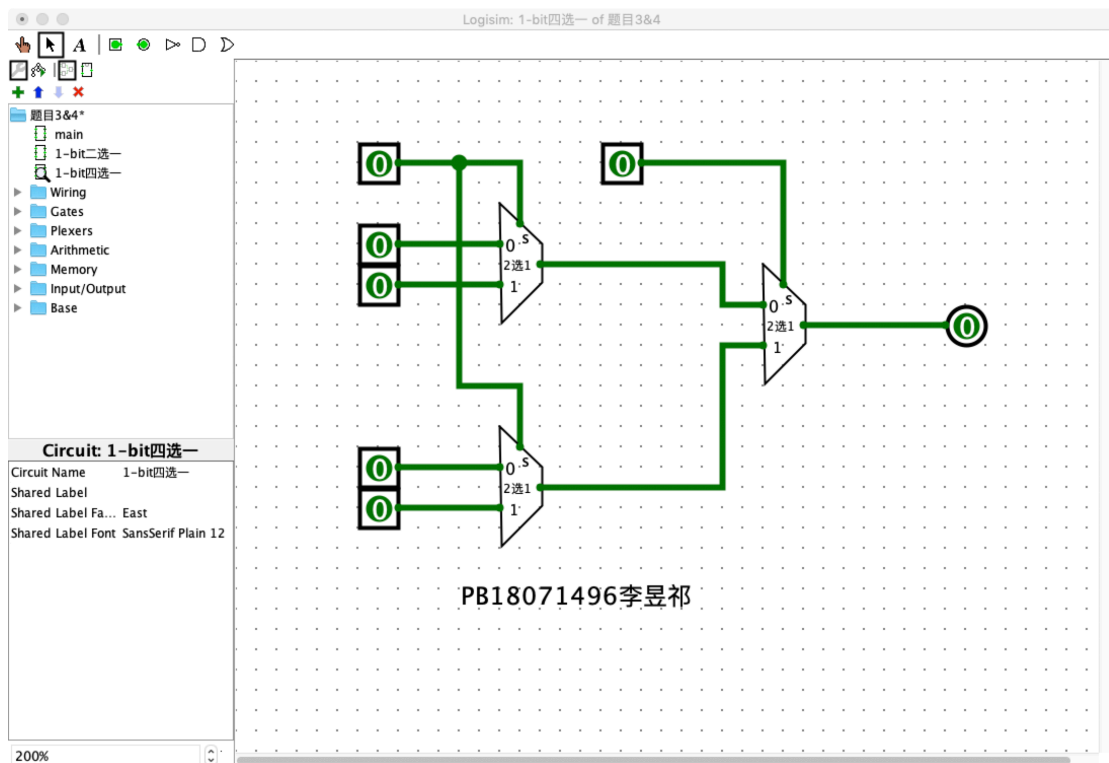 Logisim: 1-bit四选一 of 题目3&4
A
题目3&4*
main
1-bit二选一
1-bit四选一
Wiring
Gates
Plexers
Arithmetic
Memory
Input/Output
Base
Circuit: 1-bit四选一
Circuit Name 1-bit四选一
Shared Label
Shared Label Fa... East
Shared Label Font SansSerif Plain 12
200%
0 0
0
0
0 s
2选1
1
0 s
2选1
1
0
0
0
0 s
2选1
1
PB18071496李昱祁